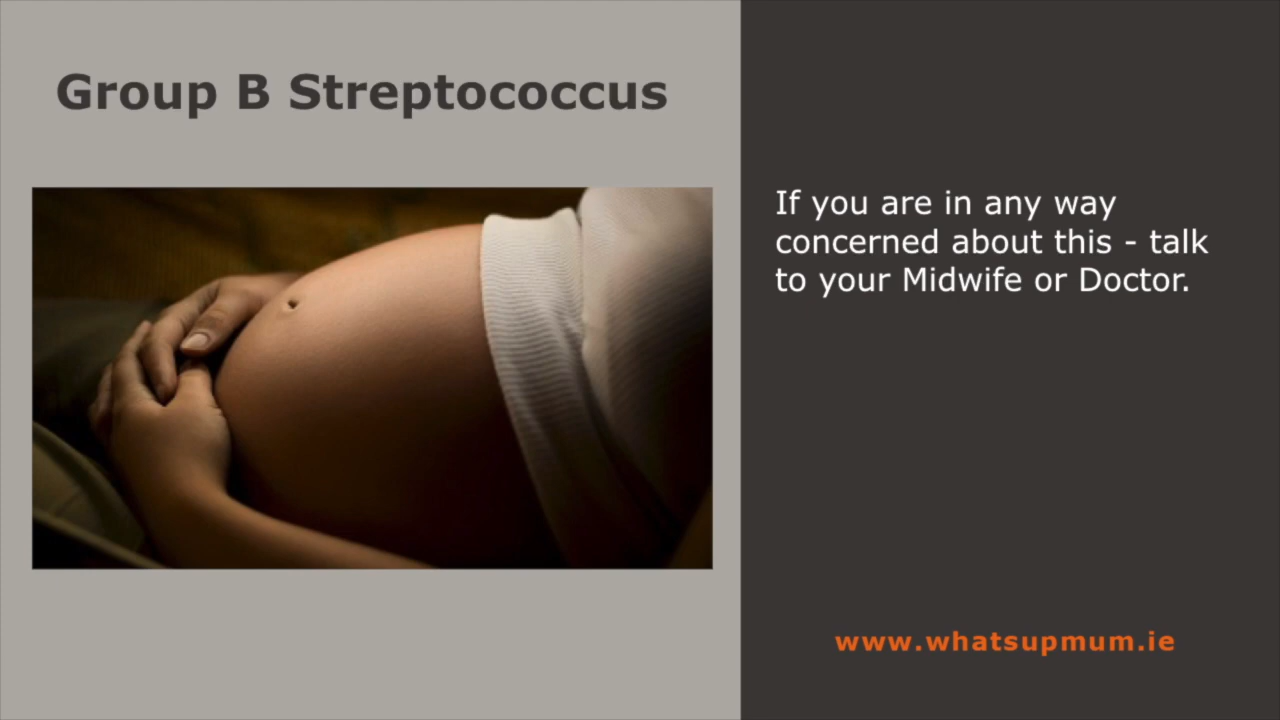 Group B Streptococcus
If you are in any way
concerned about this - talk
to your Midwife or Doctor.
www.whatsupmum.ie